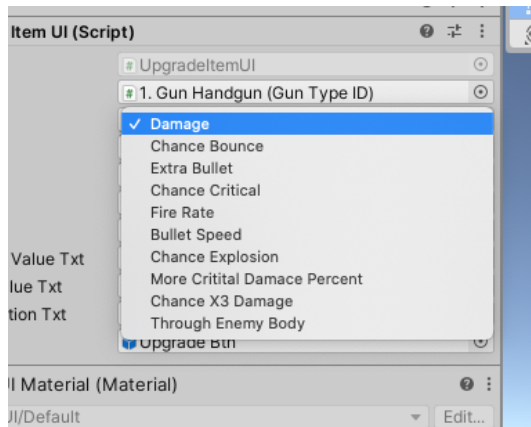 Item UI (Script)
UpgradeItemUI
1. Gun Handgun (Gun Type ID)
Damage
Chance Bounce
Extra Bullet
Chance Critical
Fire Rate
Bullet Speed
Chance Explosion
Value Txt
More Critital Damace Percent
lue Txt
Chance X3 Damage
tion Txt
Through Enemy Body
Upgrade Btn
UI Material (Material)
UI/Default
Edit...